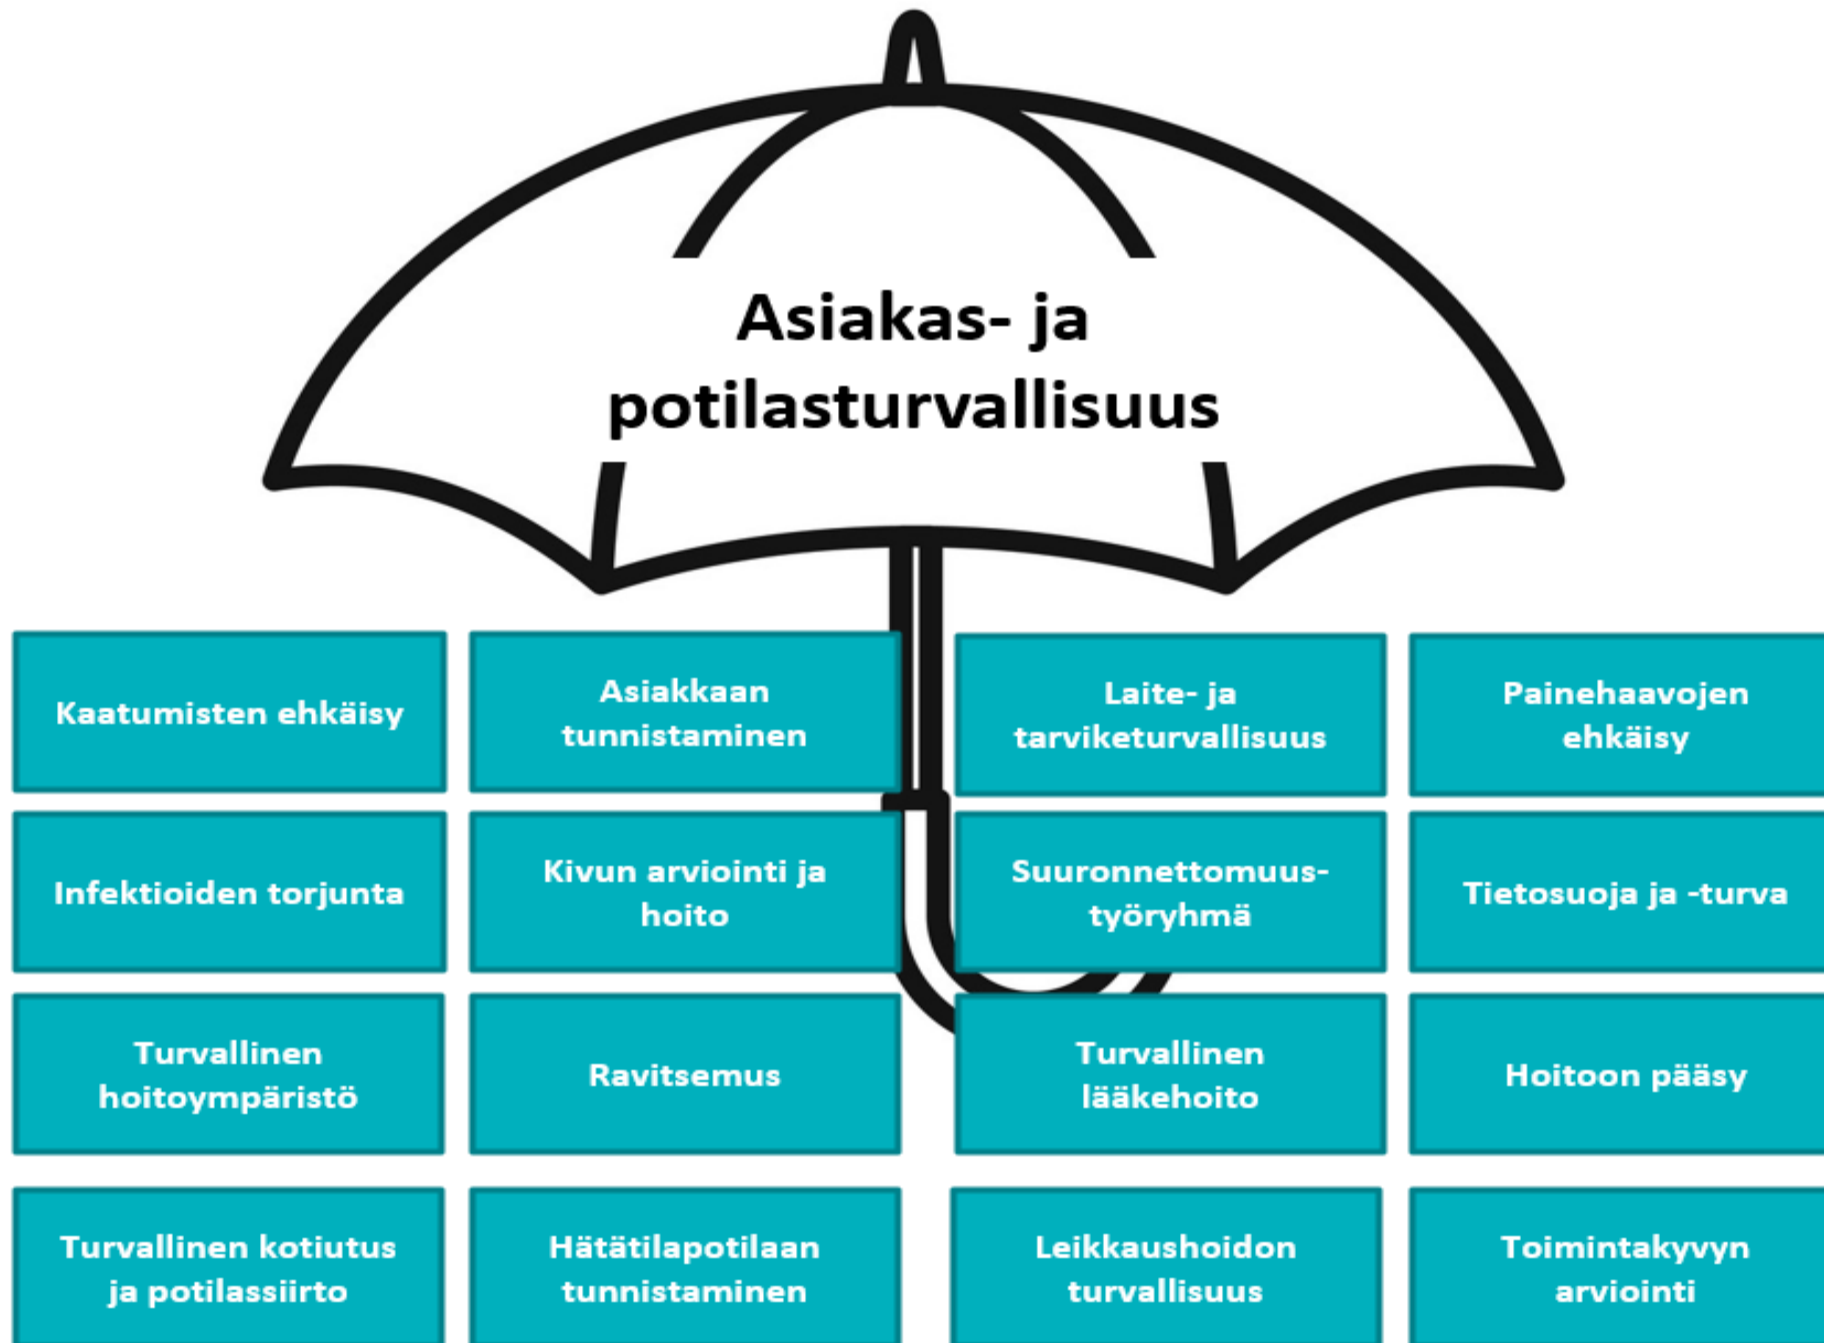 Asiakas- ja
potilasturvallisuus
Kaatumisten ehkäisy
Asiakkaan
tunnistaminen
Laite- ja
tarviketurvallisuus
Painehaavojen
ehkäisy
Infektioiden torjunta
Kivun arviointi ja
hoito
Suuronnettomuus-
työryhmä
Tietosuoja ja -turva
Turvallinen
hoitoympäristö
Ravitsemus
Turvallinen
lääkehoito
Hoitoon pääsy
Turvallinen kotiutus
ja potilassiirto
Hätätilapotilaan
tunnistaminen
Leikkaushoidon
turvallisuus
Toimintakyvyn
arviointi